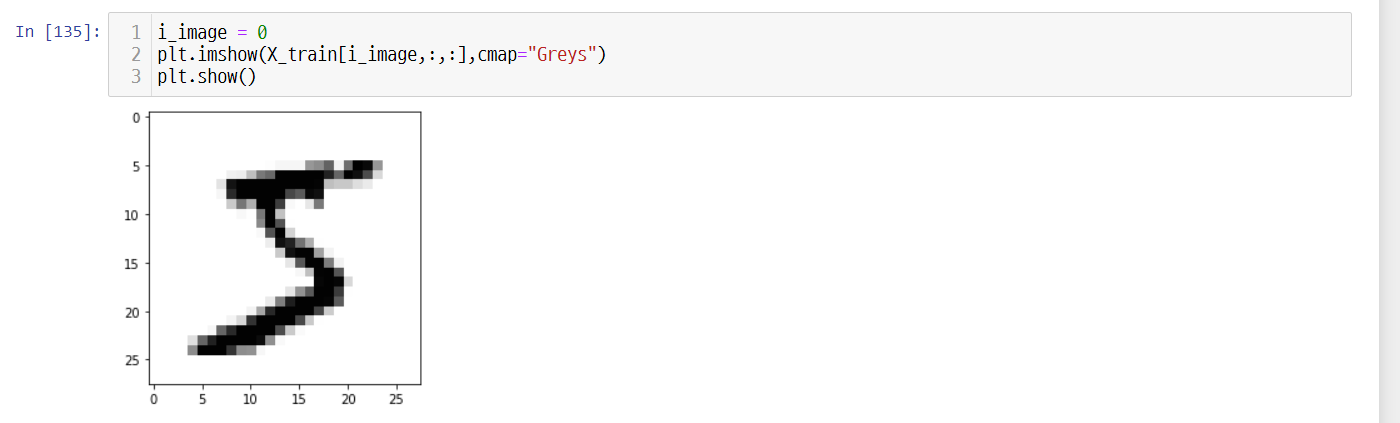 In [135]:
1 i_image = 0
2 plt.imshow(X_train[i_image,:,:],cmap="Greys")
3 plt.show()
0
5
10
15
20
25
0 5 10 15 20 25
5